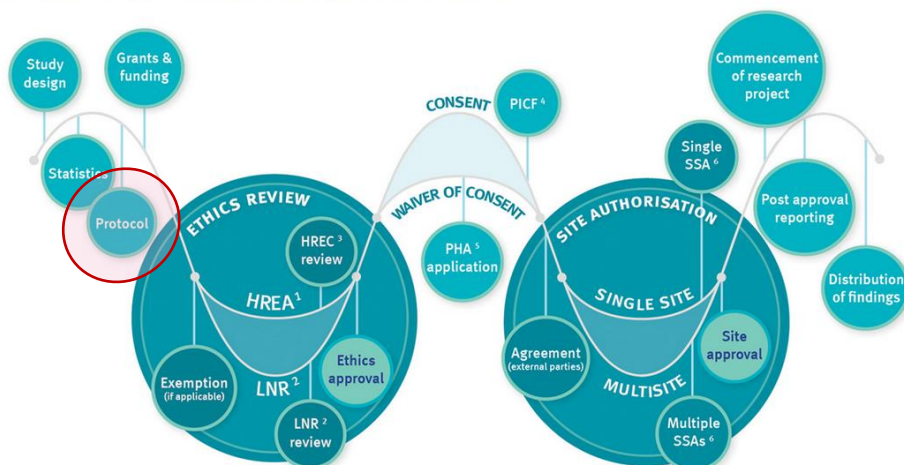 Study
design
Grants &
funding
Statistics
Protocol
ETHICS REVIEW
HREC ³
review
HREA¹
Exemption
(if applicable)
LNR ²
Ethics
approval
LNR ²
review
CONSENT
PICF ⁴
WAIVER OF CONSENT
PHA ⁵
application
SITE AUTHORISATION
Single
SSA ⁶
SINGLE SITE
Agreement
(external parties)
MULTISITE
Site
approval
Multiple
SSAs ⁶
Commencement
of research
project
Post approval
reporting
Distribution
of findings